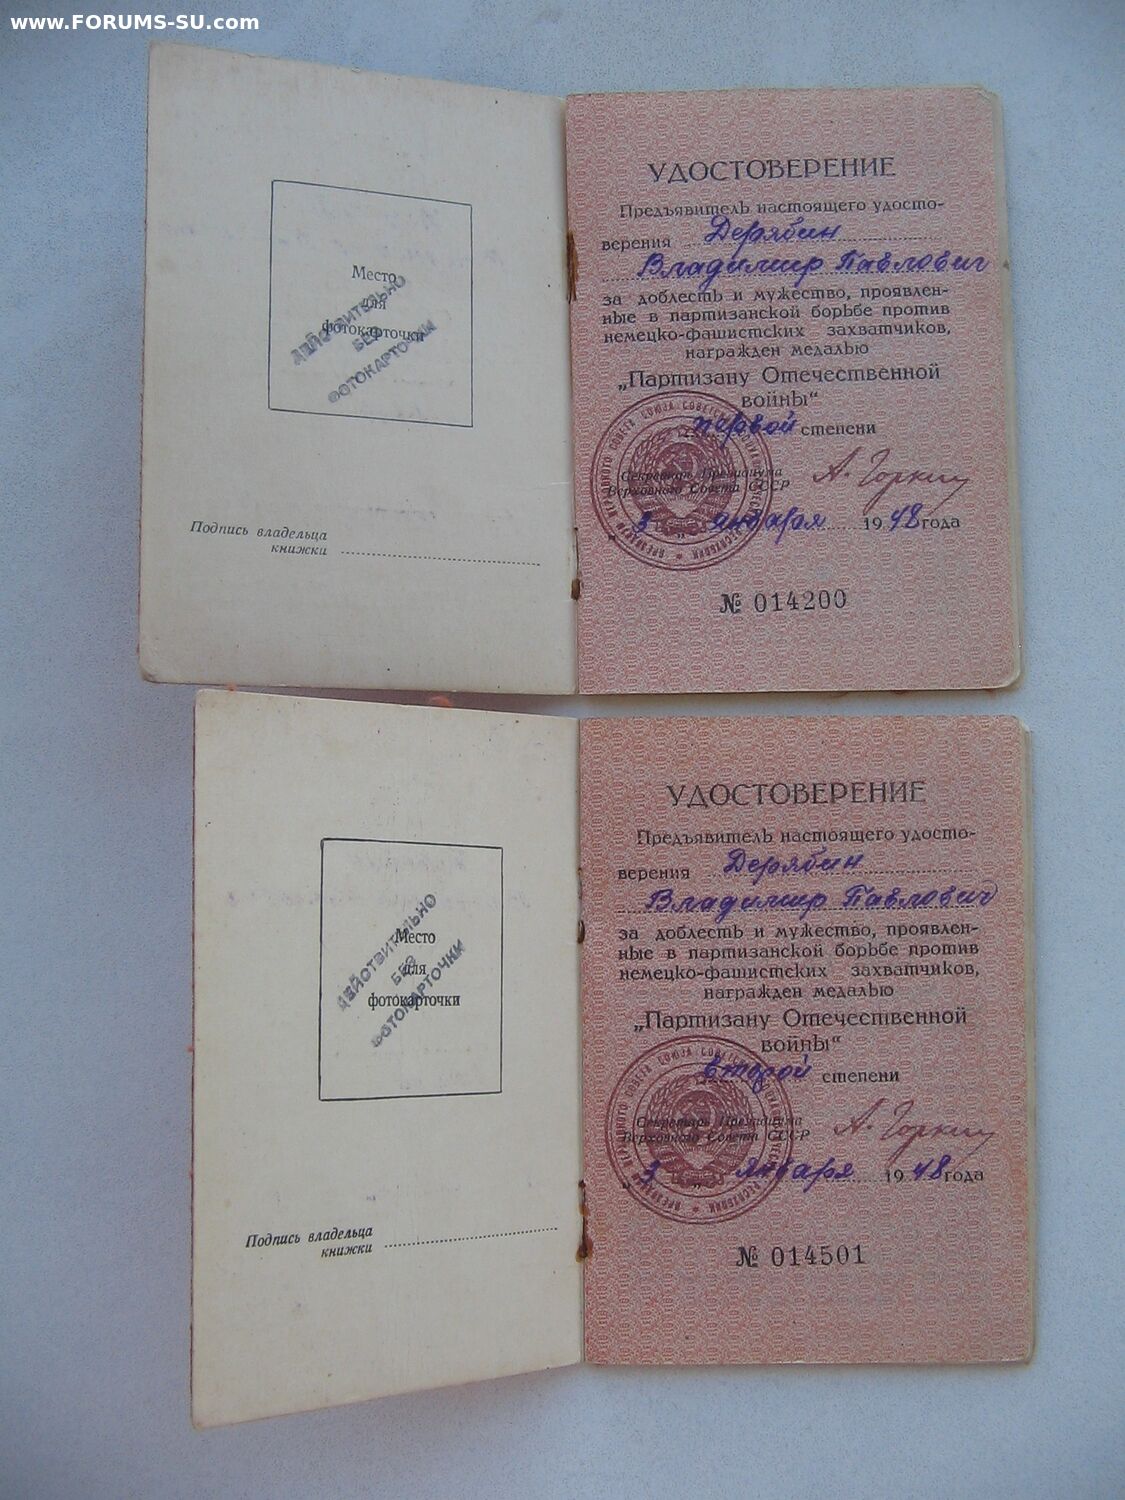 www.FORUMS-SU.com
Место
для
фотокарточки
ДЕЙСТВИТЕЛЬНО
БЕЗ
ФОТОКАРТОЧКИ
Подпись владельца
книжки
УДОСТОВЕРЕНИЕ
Предъявитель настоящего удосто-
верения Дерябин
Владимир Павлович
за доблесть и мужество, проявлен-
ные в партизанской борьбе против
немецко-фашистских захватчиков,
награжден медалью
„Партизану Отечественной
войны“
первой степени
Секретарь Президиума
Верховного Совета СССР А. Горкин
„3 „ января 1948 года
№ 014200
Место
для
фотокарточки
ДЕЙСТВИТЕЛЬНО
БЕЗ
ФОТОКАРТОЧКИ
Подпись владельца
книжки
УДОСТОВЕРЕНИЕ
Предъявитель настоящего удосто-
верения Дерябин
Владимир Павлович
за доблесть и мужество, проявлен-
ные в партизанской борьбе против
немецко-фашистских захватчиков,
награжден медалью
„Партизану Отечественной
войны“
второй степени
Секретарь Президиума
Верховного Совета СССР А. Горкин
„3 „ января 1948 года
№ 014501